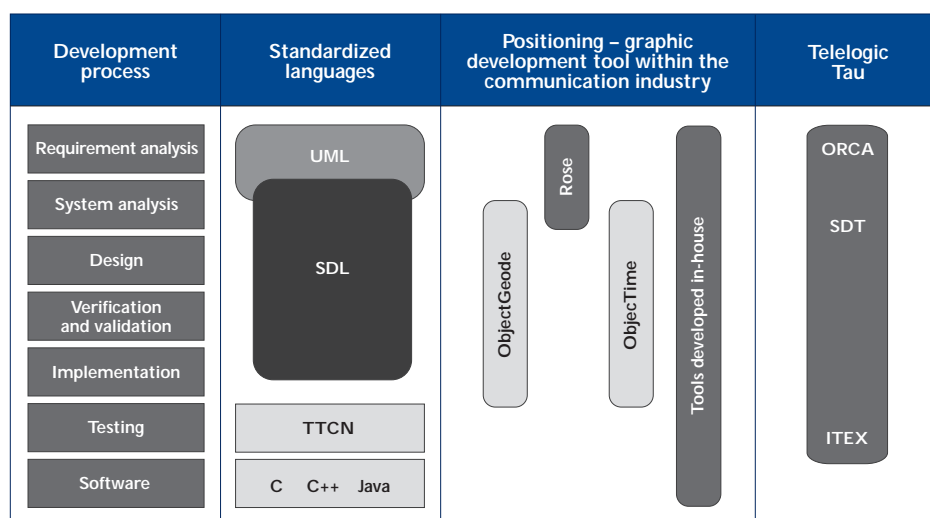 Development
process
Standardized
languages
Positioning – graphic
development tool within the
communication industry
Telelogic
Tau
Requirement analysis
System analysis
Design
Verification
and validation
Implementation
Testing
Software
UML
SDL
TTCN
C C++ Java
ObjectGeode
Rose
ObjecTime
Tools developed in-house
ORCA
SDT
ITEX